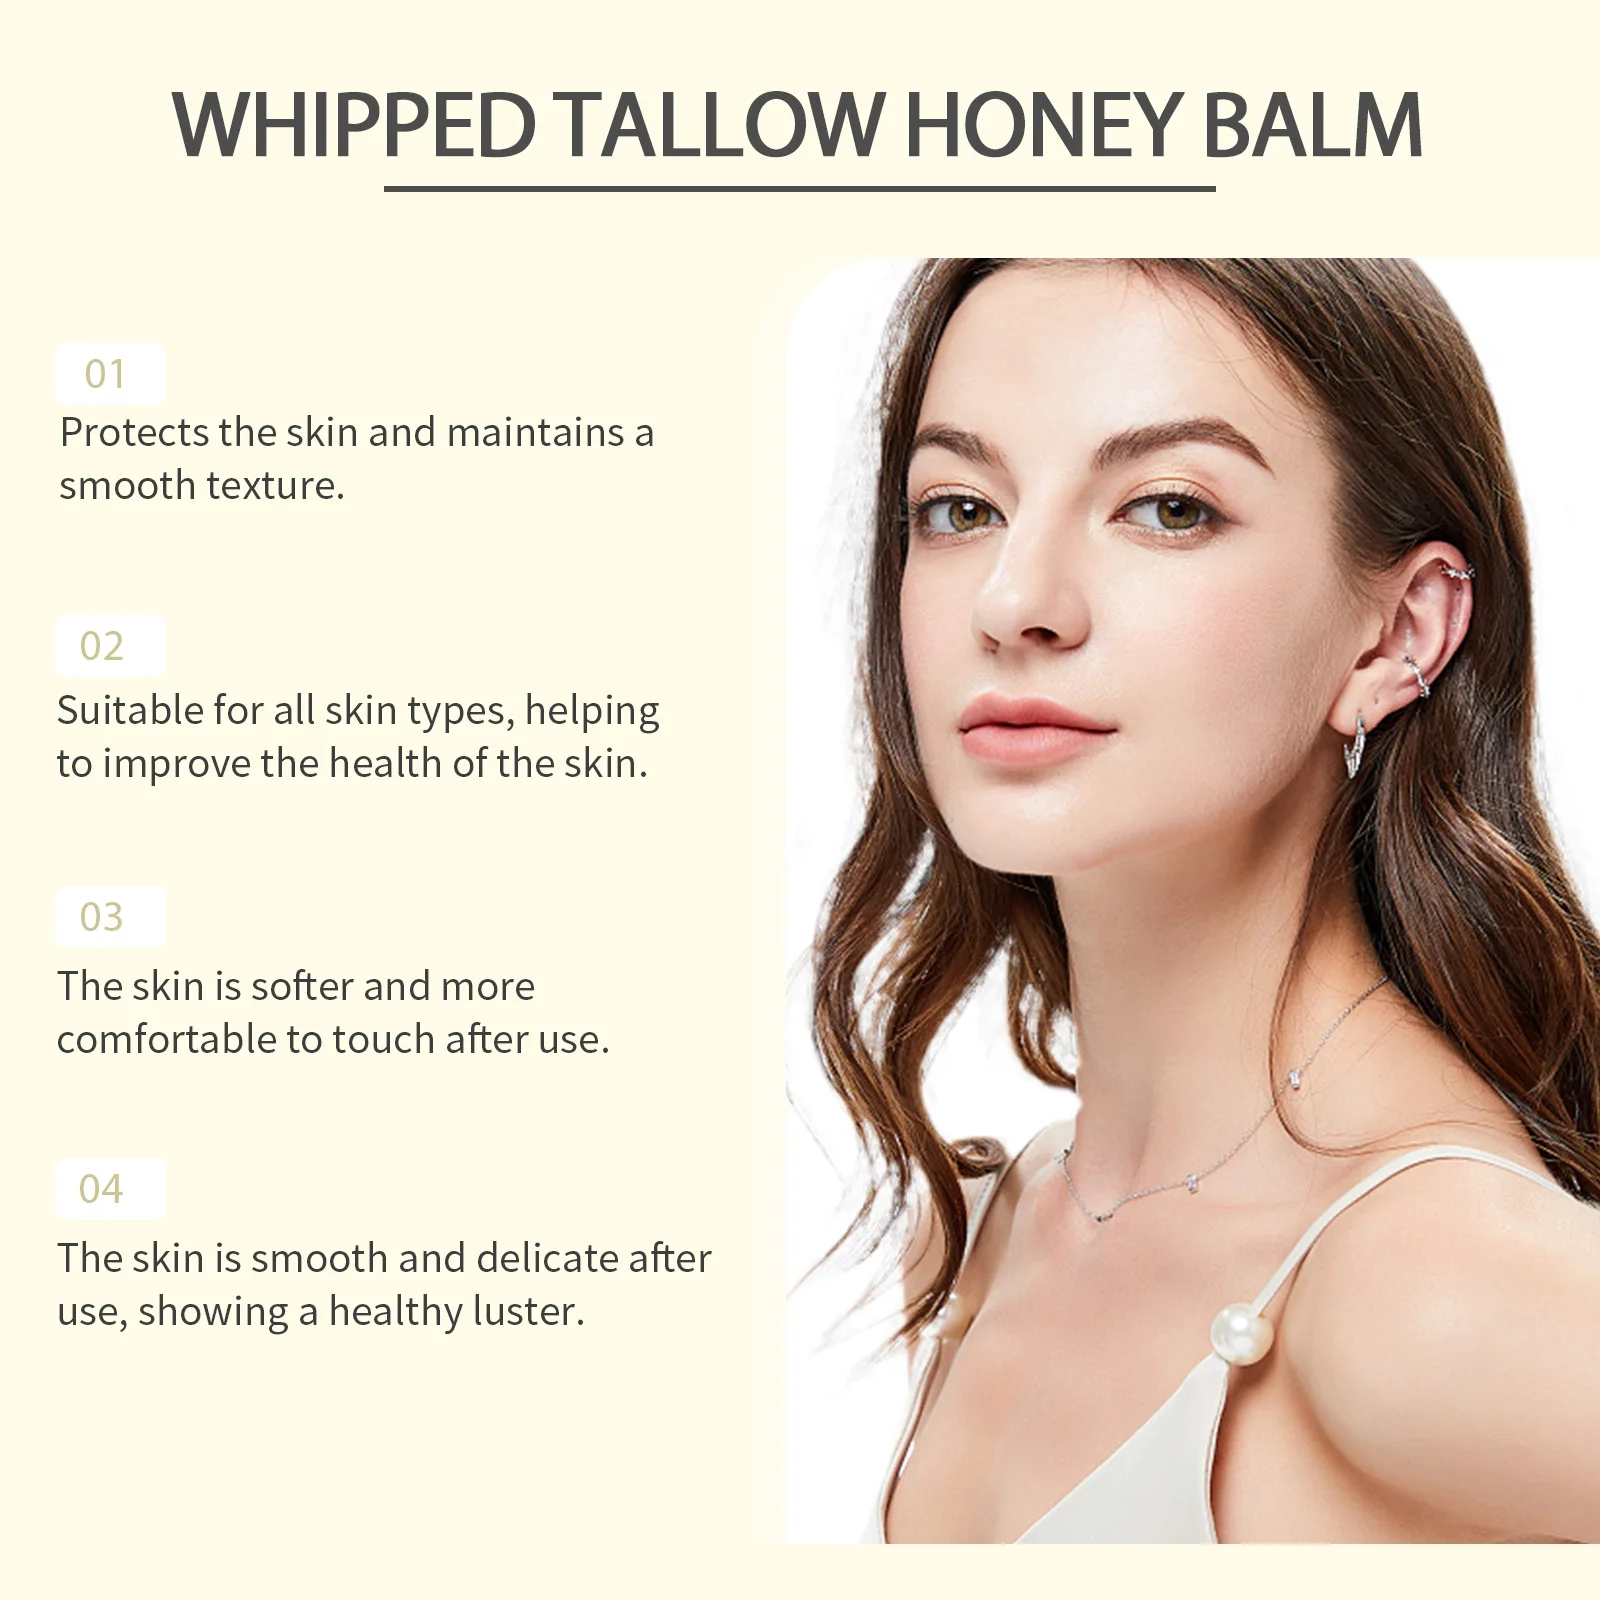 WHIPPED TALLOW HONEY BALM
01
Protects the skin and maintains a
smooth texture.
02
Suitable for all skin types, helping
to improve the health of the skin.
03
The skin is softer and more
comfortable to touch after use.
04
The skin is smooth and delicate after
use, showing a healthy luster.